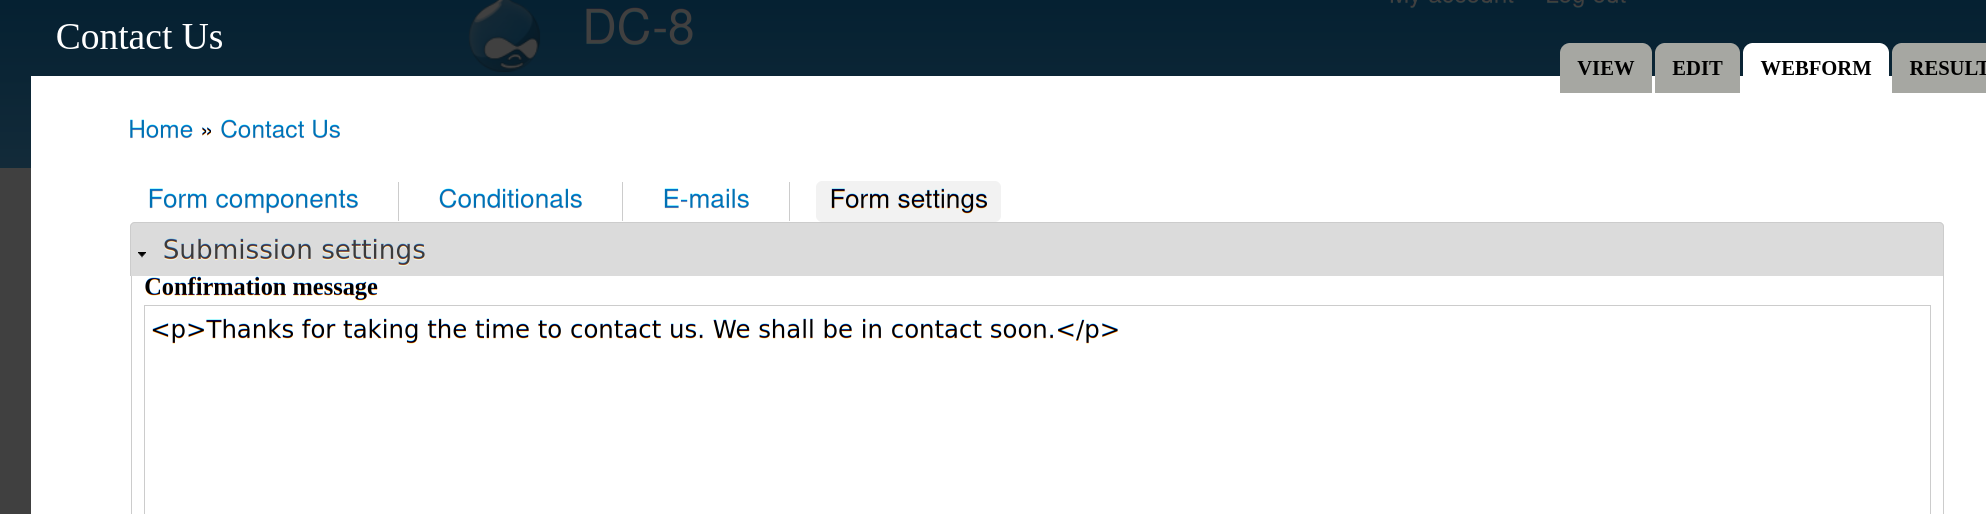 DC-8
My account Log out
Contact Us
VIEW EDIT WEBFORM RESULT
Home » Contact Us
Form components Conditionals E-mails Form settings
Submission settings
Confirmation message
<p>Thanks for taking the time to contact us. We shall be in contact soon.</p>